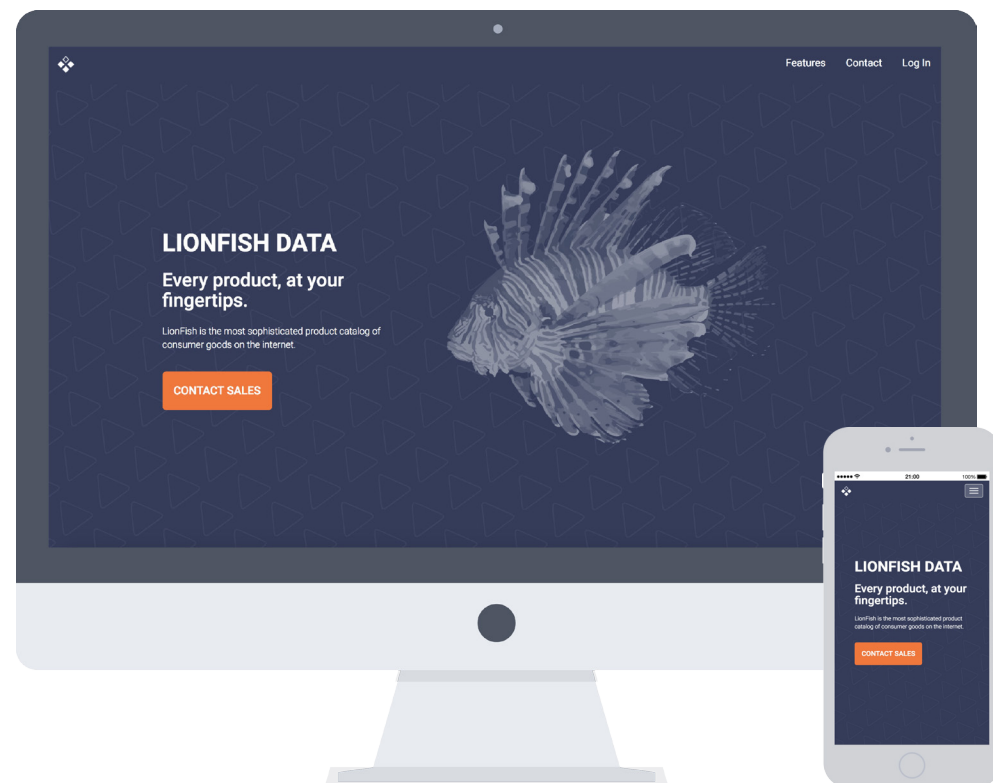 Features Contact Log In
LIONFISH DATA
Every product, at your
fingertips.
LionFish is the most sophisticated product catalog of
consumer goods on the internet.
CONTACT SALES
21:00 100%
LIONFISH DATA
Every product, at your
fingertips.
LionFish is the most sophisticated product
catalog of consumer goods on the internet.
CONTACT SALES